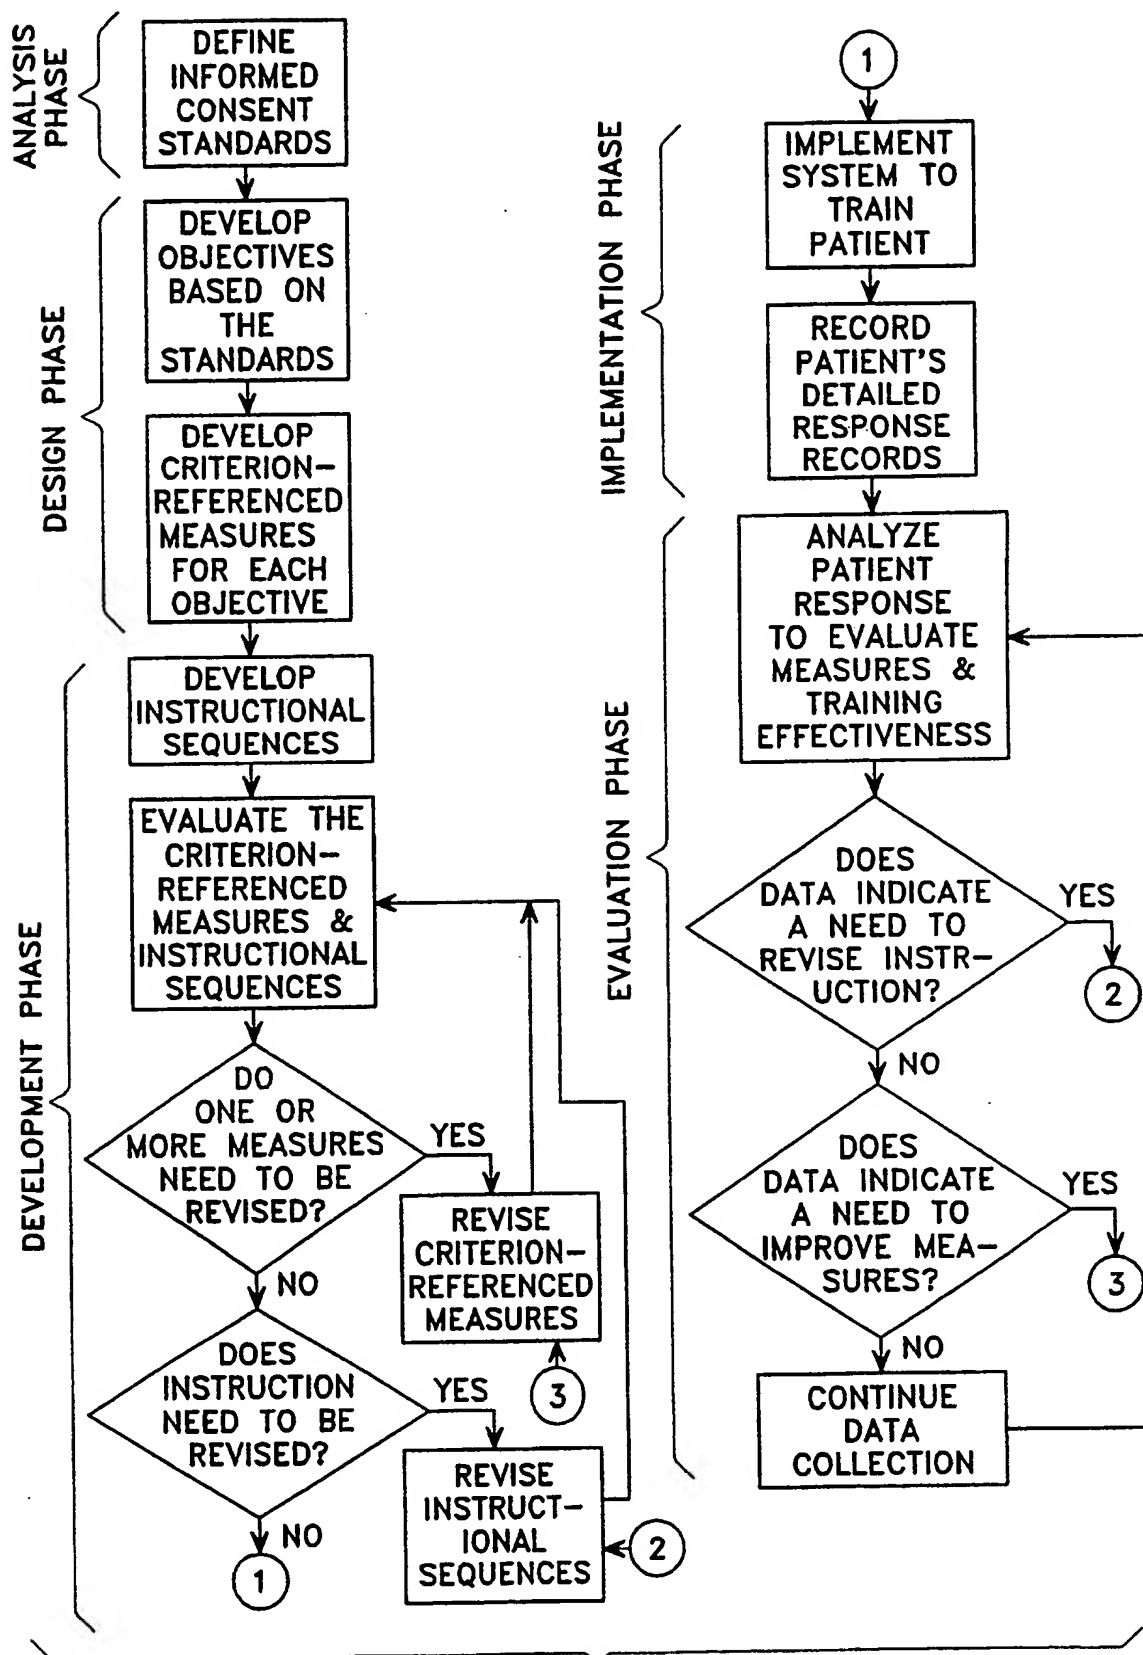 ANALYSIS
PHASE
DEFINE
INFORMED
CONSENT
STANDARDS
DESIGN PHASE
DEVELOP
OBJECTIVES
BASED ON
THE
STANDARDS
DEVELOP
CRITERION-
REFERENCED
MEASURES
FOR EACH
OBJECTIVE
DEVELOPMENT PHASE
DEVELOP
INSTRUCTIONAL
SEQUENCES
EVALUATE THE
CRITERION-
REFERENCED
MEASURES &
INSTRUCTIONAL
SEQUENCES
DO
ONE OR
MORE MEASURES
NEED TO BE
REVISED?
YES
REVISE
CRITERION-
REFERENCED
MEASURES
3
NO
DOES
INSTRUCTION
NEED TO BE
REVISED?
YES
REVISE
INSTRUCT-
IONAL
SEQUENCES
2
NO
1
1
IMPLEMENTATION PHASE
IMPLEMENT
SYSTEM TO
TRAIN
PATIENT
RECORD
PATIENT'S
DETAILED
RESPONSE
RECORDS
EVALUATION PHASE
ANALYZE
PATIENT
RESPONSE
TO EVALUATE
MEASURES &
TRAINING
EFFECTIVENESS
DOES
DATA INDICATE
A NEED TO
REVISE INSTR-
UCTION?
YES
2
NO
DOES
DATA INDICATE
A NEED TO
IMPROVE MEA-
SURES?
YES
3
NO
CONTINUE
DATA
COLLECTION